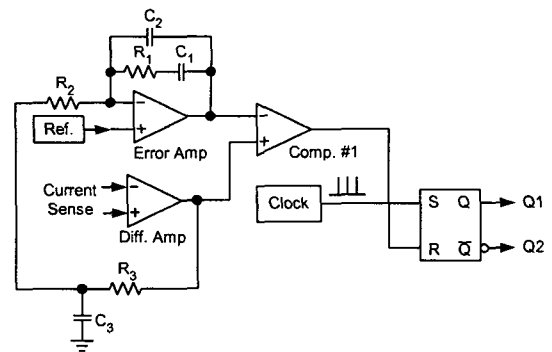 C2
R1
C1
R2
−
+
Ref.
Error Amp
−
+
Comp. #1
Current
Sense
−
+
Diff. Amp
Clock
S
Q
Q1
R
Q̅
Q2
R3
C3